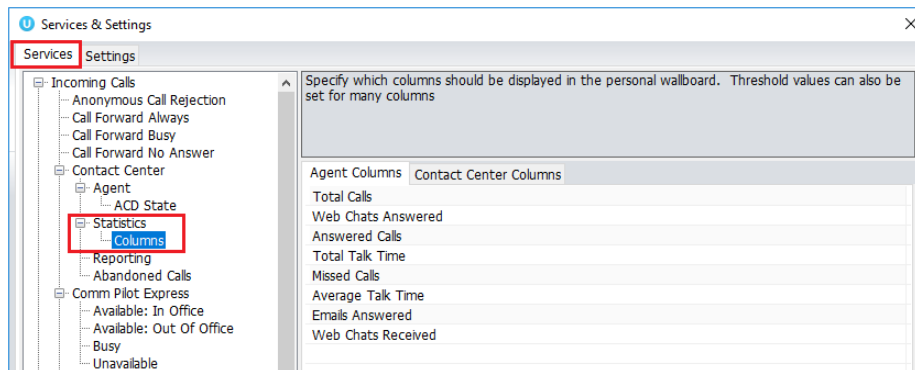 Services & Settings
Services Settings
Incoming Calls
Anonymous Call Rejection
Call Forward Always
Call Forward Busy
Call Forward No Answer
Contact Center
Agent
ACD State
Statistics
Columns
Reporting
Abandoned Calls
Comm Pilot Express
Available: In Office
Available: Out Of Office
Busy
Unavailable
Specify which columns should be displayed in the personal wallboard. Threshold values can also be
set for many columns
Agent Columns Contact Center Columns
Total Calls
Web Chats Answered
Answered Calls
Total Talk Time
Missed Calls
Average Talk Time
Emails Answered
Web Chats Received